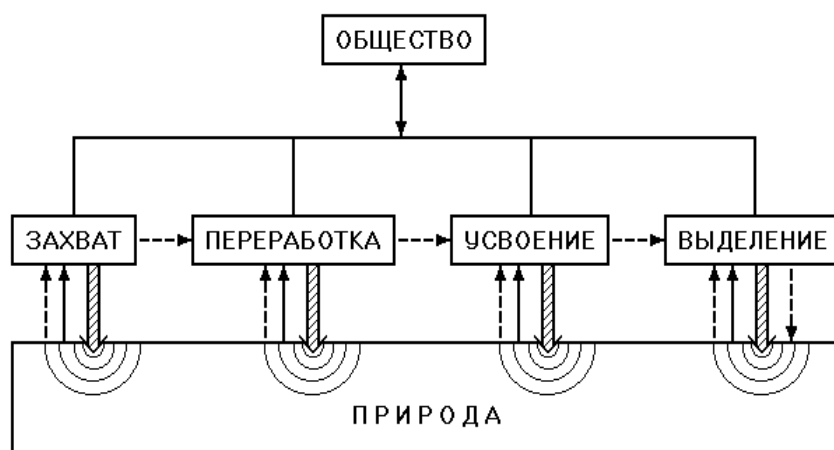 ОБЩЕСТВО
ЗАХВАТ
ПЕРЕРАБОТКА
УСВОЕНИЕ
ВЫДЕЛЕНИЕ
ПРИРОДА